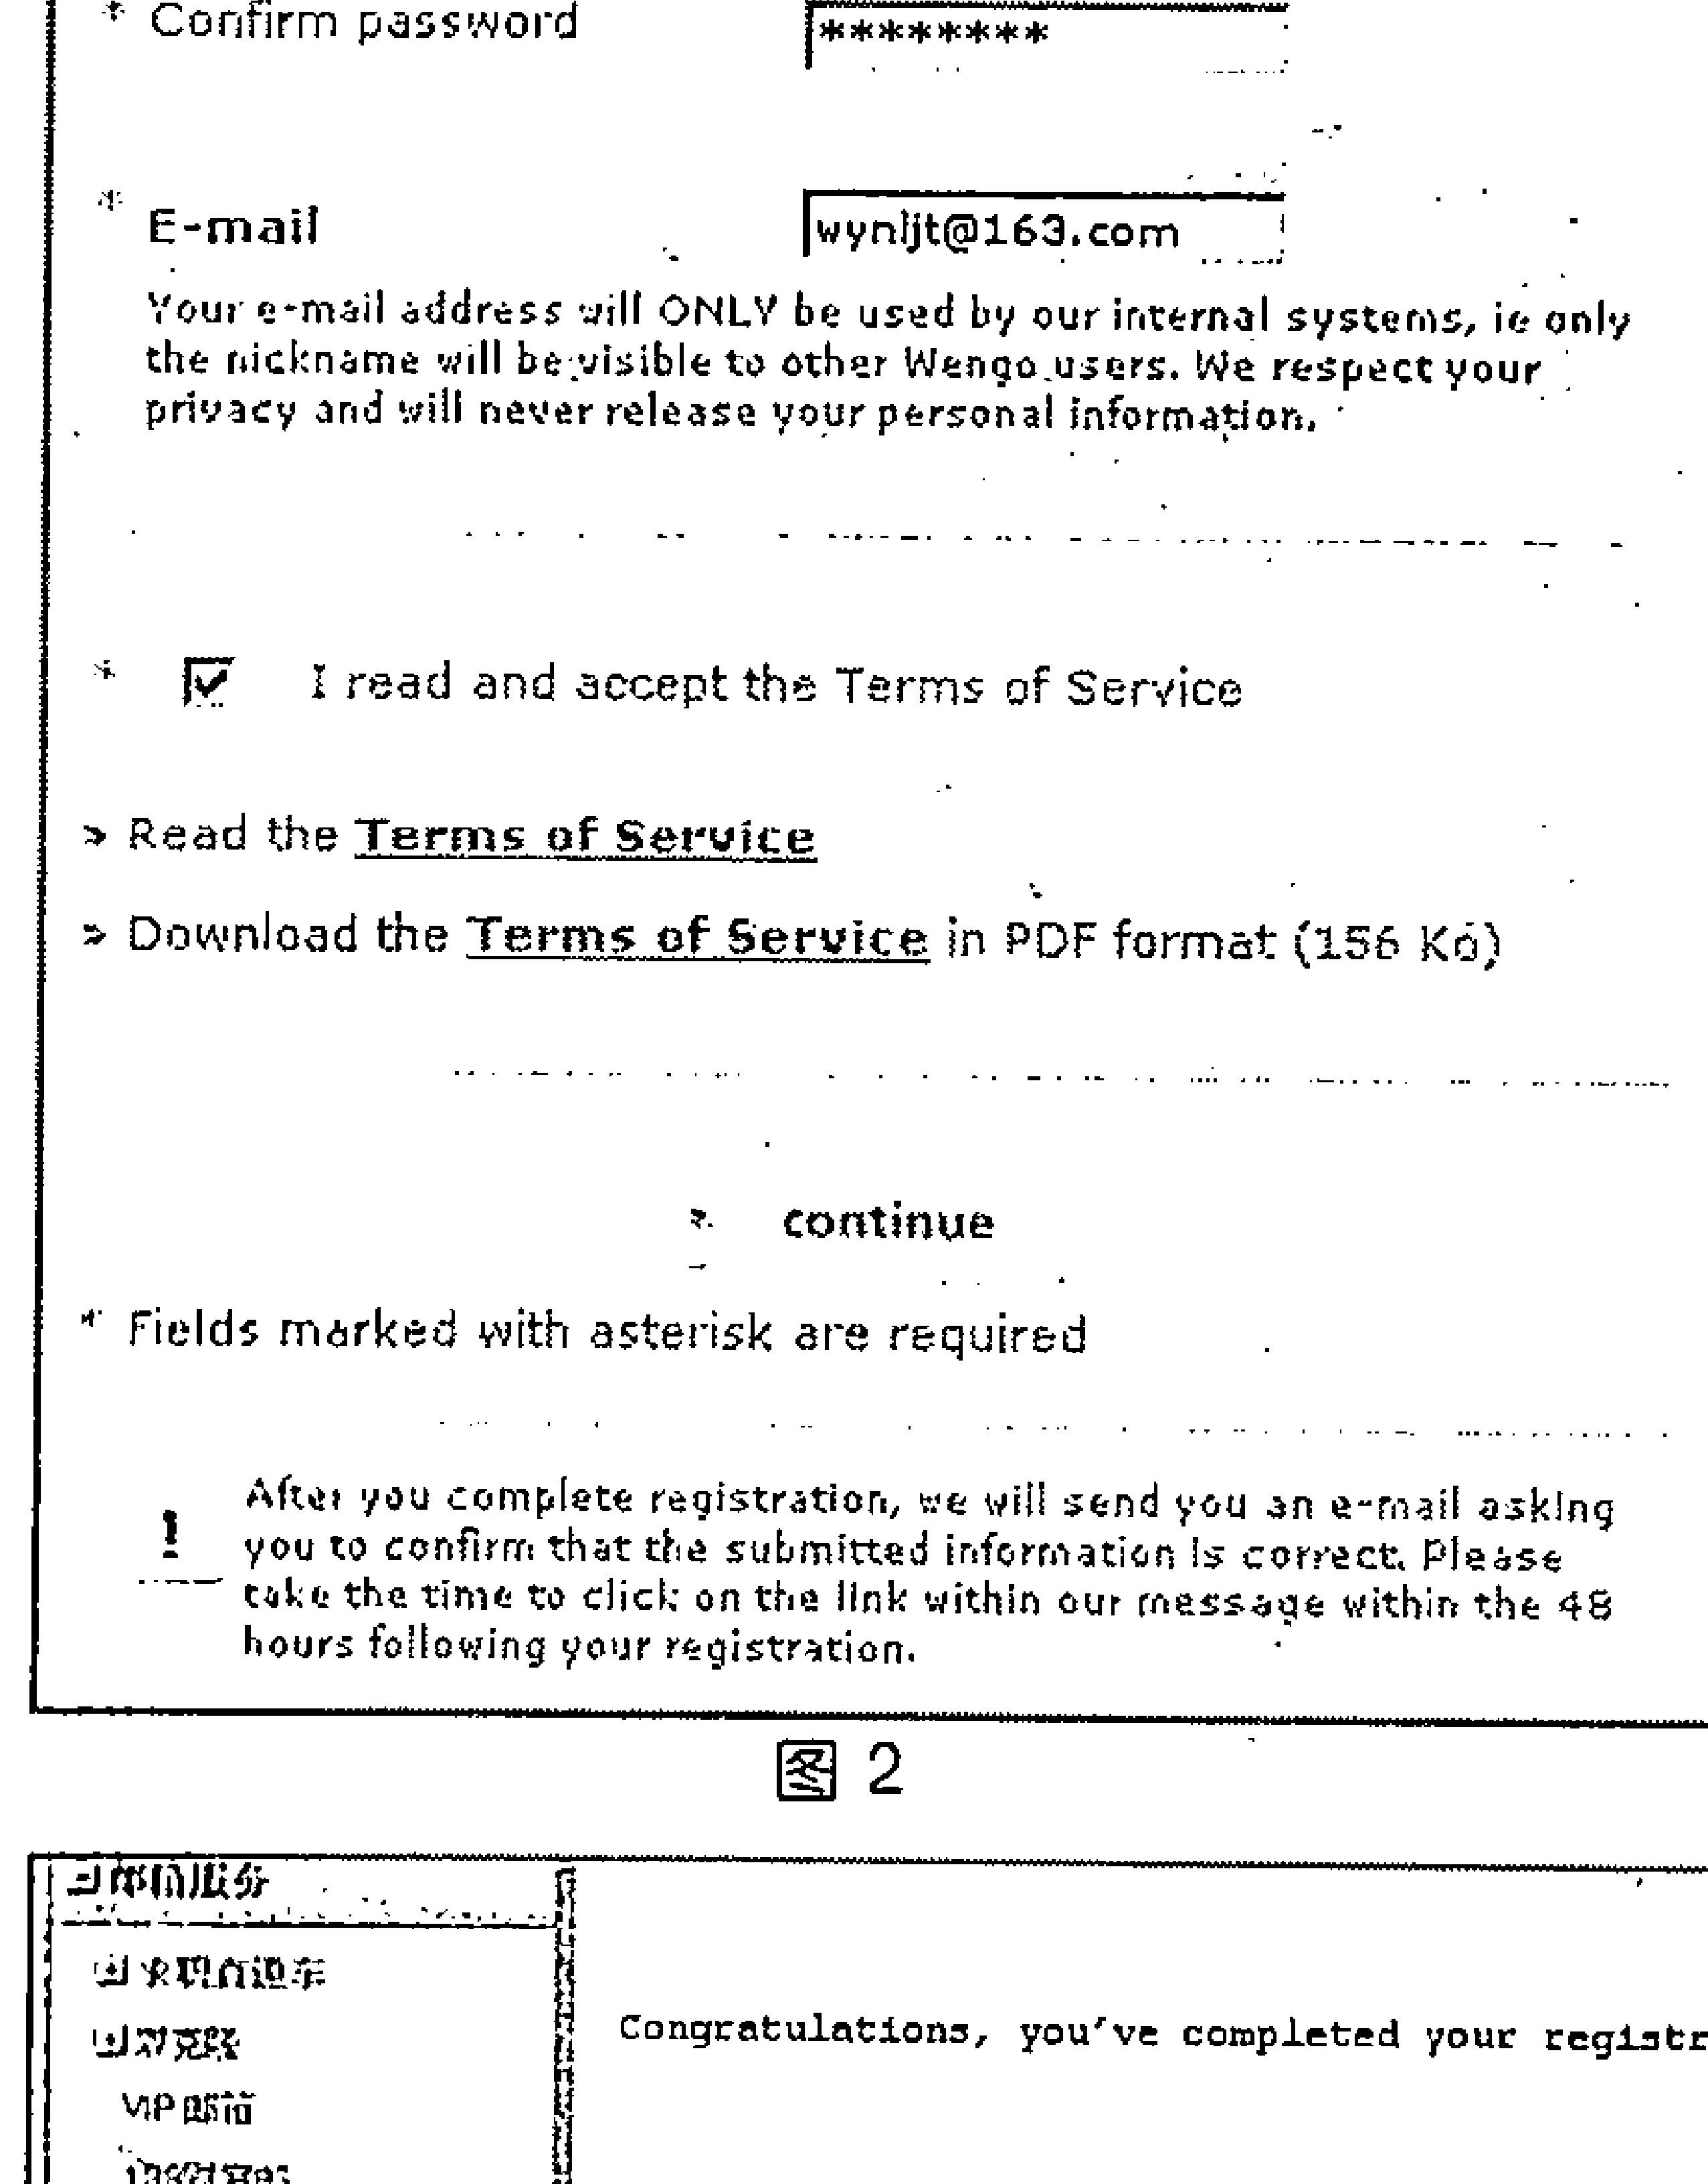 * Confirm password ********
* E-mail wynljt@163.com
Your e-mail address will ONLY be used by our internal systems, ie only
the nickname will be visible to other Wengo users. We respect your
privacy and will never release your personal information.
* I read and accept the Terms of Service
> Read the Terms of Service
> Download the Terms of Service in PDF format (156 Ko)
continue
* Fields marked with asterisk are required
! After you complete registration, we will send you an e-mail asking
you to confirm that the submitted information is correct. Please
take the time to click on the link within our message within the 48
hours following your registration.
图 2
Congratulations, you've completed your registr
VIP